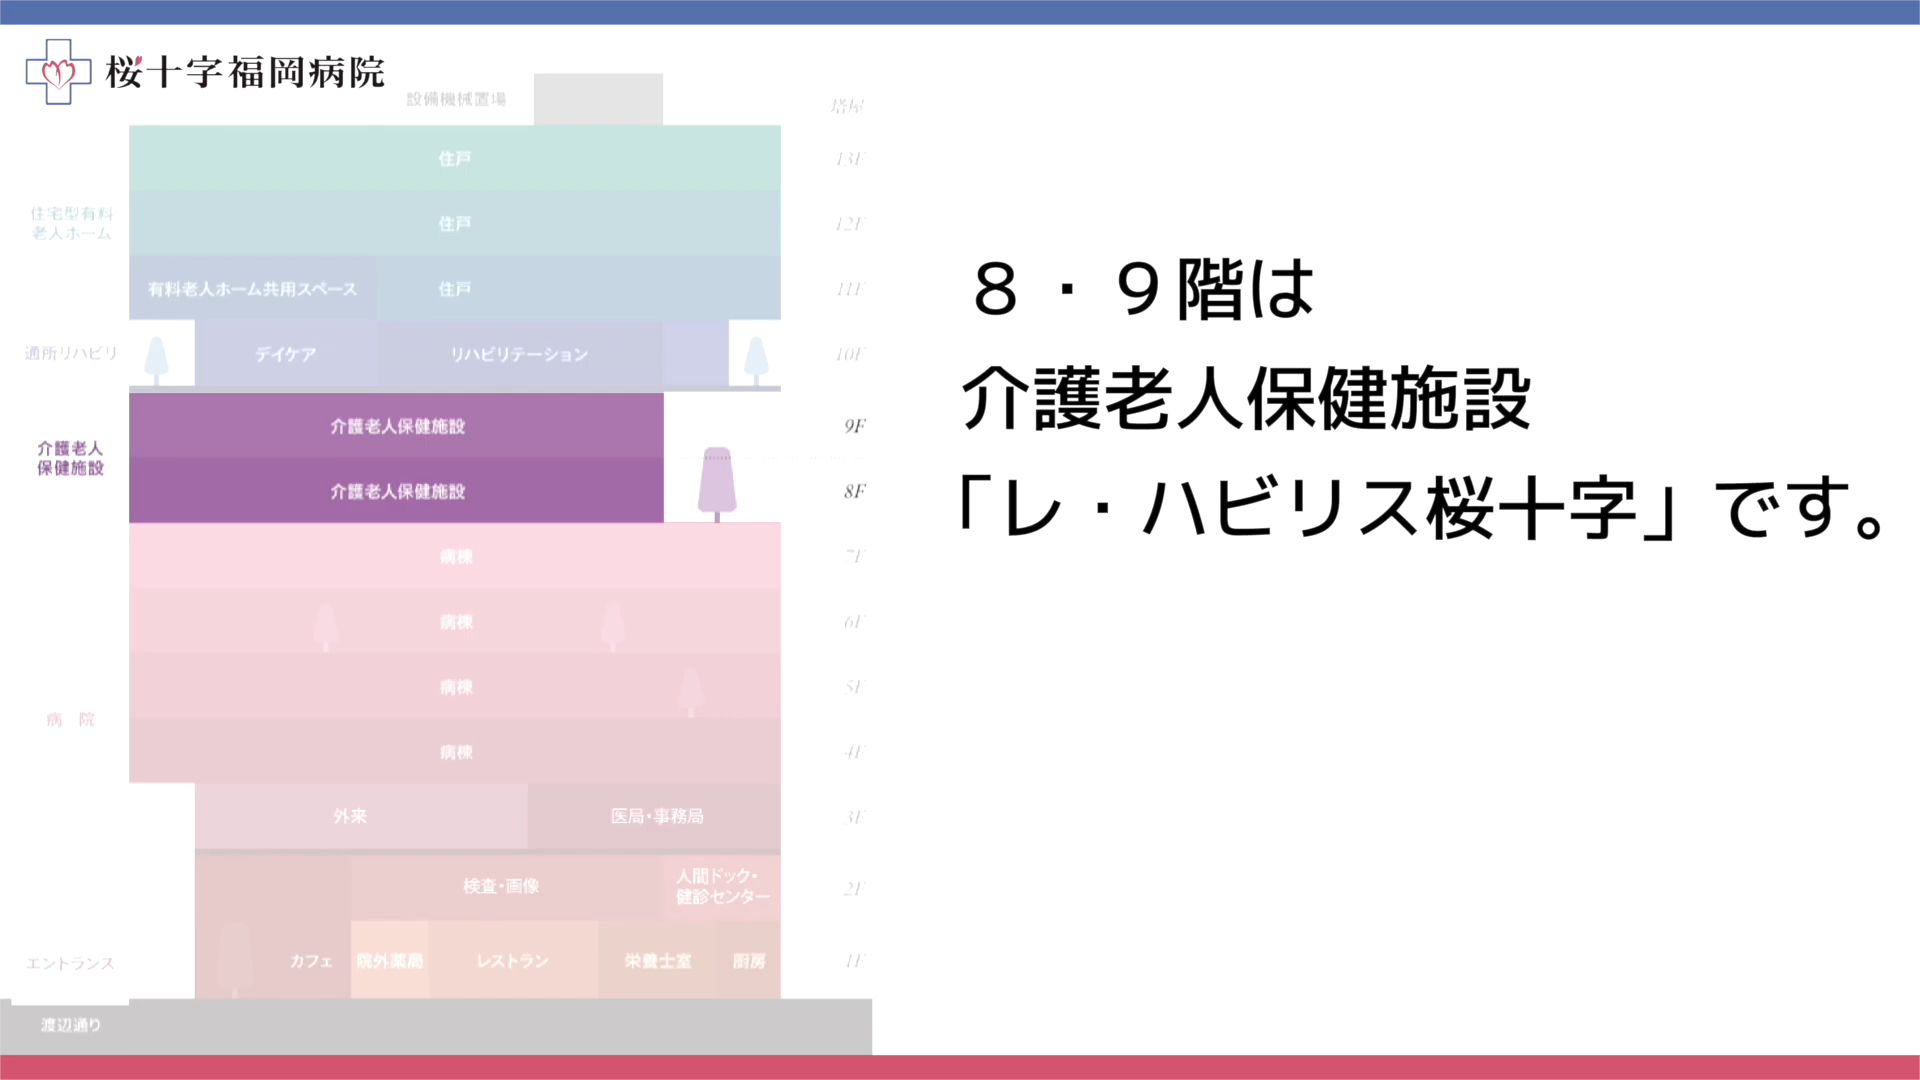 桜十字福岡病院
設備機械置場
塔屋
住戸
13F
住宅型有料
老人ホーム
住戸
12F
有料老人ホーム共用スペース
住戸
11F
通所リハビリ
デイケア
リハビリテーション
10F
介護老人
保健施設
介護老人保健施設
9F
介護老人保健施設
8F
病棟
7F
病棟
6F
病棟
5F
病 院
病棟
4F
外来
医局・事務局
3F
検査・画像
人間ドック・
健診センター
2F
エントランス
カフェ
院外薬局
レストラン
栄養士室
厨房
1F
渡辺通り
8・9階は
介護老人保健施設
「レ・ハビリス桜十字」です。